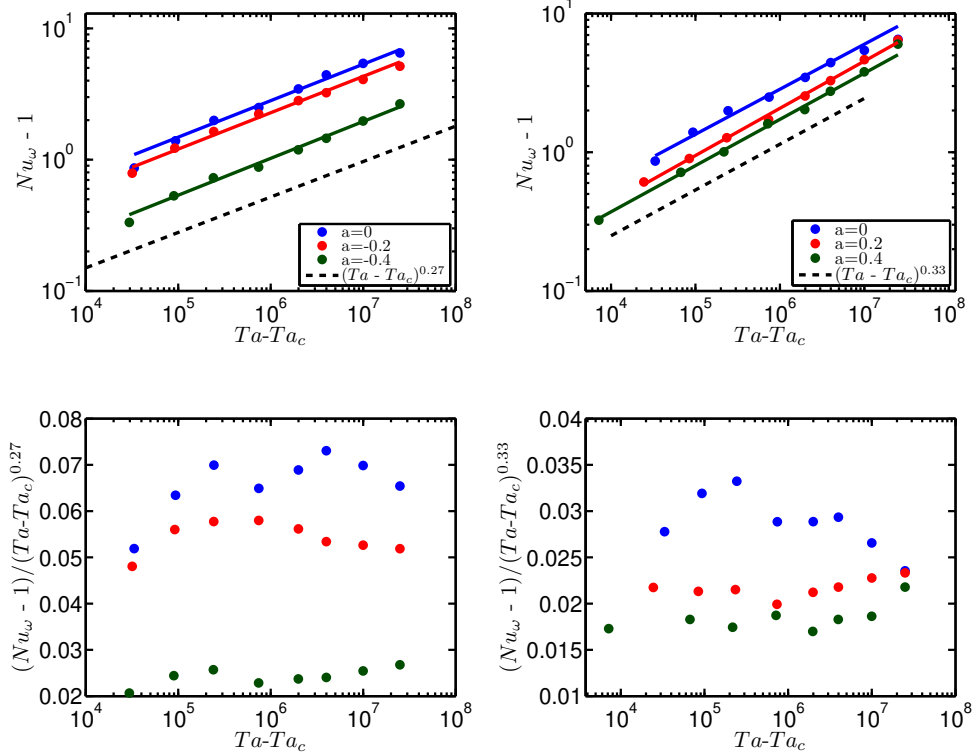 10^1
10^0
10^-1
Nu_ω - 1
10^4 10^5 10^6 10^7 10^8
Ta-Ta_c
a=0
a=-0.2
a=-0.4
(Ta - Ta_c)^0.27
10^1
10^0
10^-1
Nu_ω - 1
10^4 10^5 10^6 10^7 10^8
Ta-Ta_c
a=0
a=0.2
a=0.4
(Ta - Ta_c)^0.33
0.08
0.07
0.06
0.05
0.04
0.03
0.02
(Nu_ω - 1)/(Ta-Ta_c)^0.27
10^4 10^5 10^6 10^7 10^8
Ta-Ta_c
0.04
0.035
0.03
0.025
0.02
0.015
0.01
(Nu_ω - 1)/(Ta-Ta_c)^0.33
10^4 10^5 10^6 10^7 10^8
Ta-Ta_c